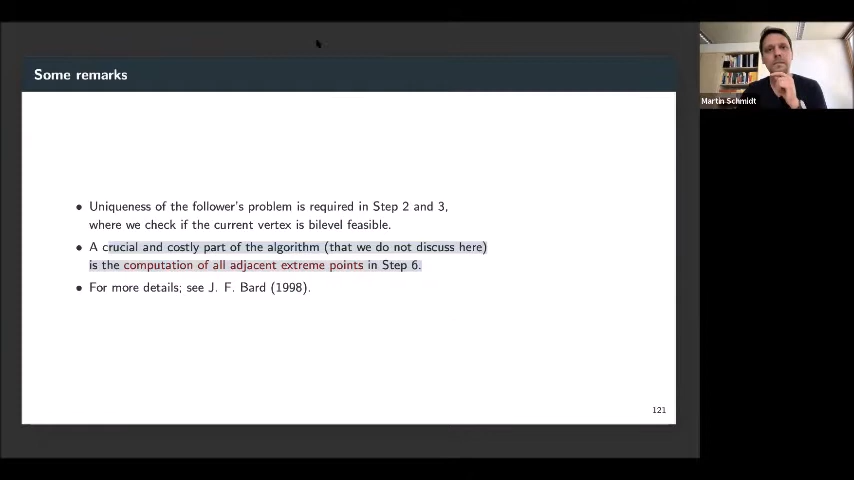 Some remarks
Martin Schmidt
• Uniqueness of the follower's problem is required in Step 2 and 3,
where we check if the current vertex is bilevel feasible.
• A crucial and costly part of the algorithm (that we do not discuss here)
is the computation of all adjacent extreme points in Step 6.
• For more details; see J. F. Bard (1998).
121